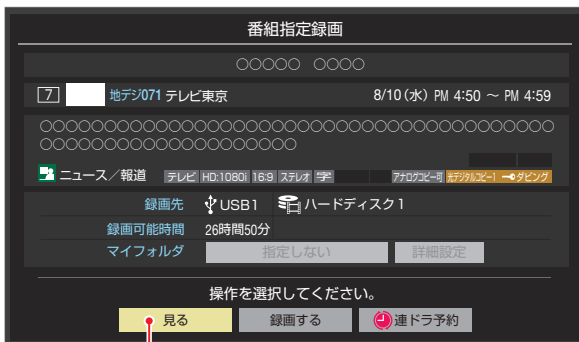 番組指定録画
○○○○○ ○○○○
7 地デジ071 テレビ東京 8/10(水) PM 4:50 ～ PM 4:59
○○○○○○○○○○○○○○○○○○○○○○○○○○○○○○○○○○○○○○○
○○○○○○○○○○○○○○○○○○○○
ニュース／報道 テレビ HD:1080i 16:9 ステレオ 字 アナログコピー可 光デジタルコピー1 ダビング
録画先 USB1 ハードディスク1
録画可能時間 26時間50分
マイフォルダ 指定しない 詳細設定
操作を選択してください。
見る 録画する 連ドラ予約